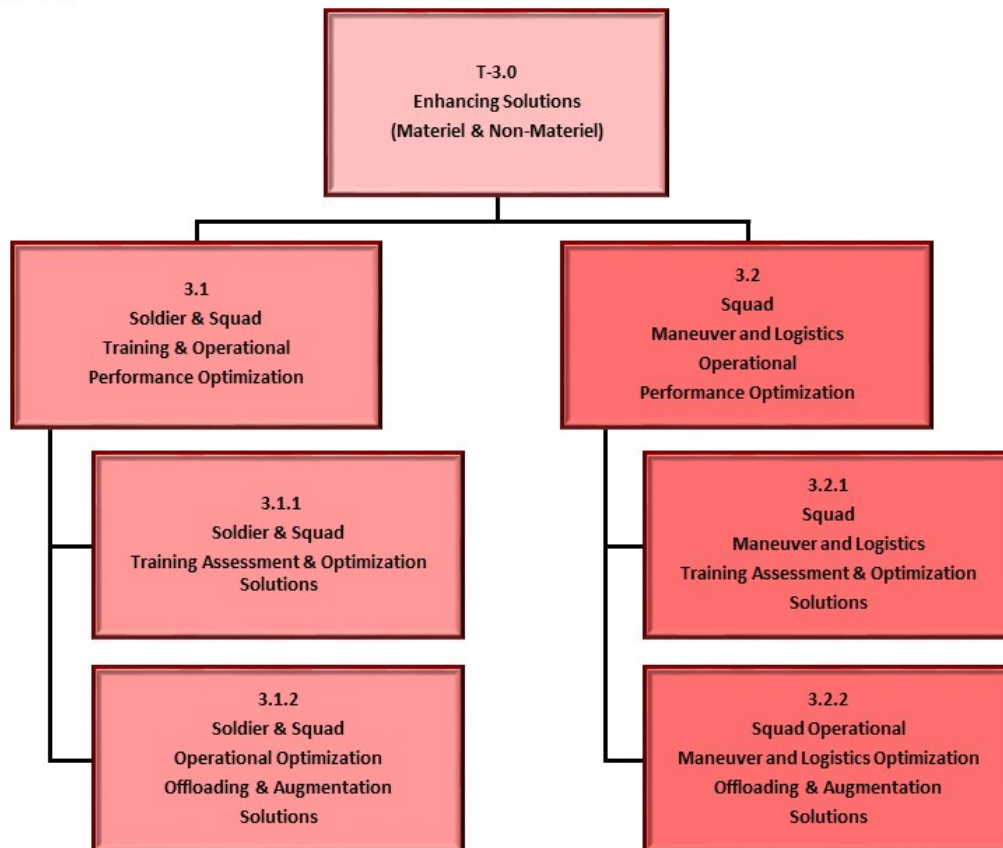 T-3.0
Enhancing Solutions
(Materiel & Non-Materiel)
3.1
Soldier & Squad
Training & Operational
Performance Optimization
3.2
Squad
Maneuver and Logistics
Operational
Performance Optimization
3.1.1
Soldier & Squad
Training Assessment & Optimization
Solutions
3.2.1
Squad
Maneuver and Logistics
Training Assessment & Optimization
Solutions
3.1.2
Soldier & Squad
Operational Optimization
Offloading & Augmentation
Solutions
3.2.2
Squad Operational
Maneuver and Logistics Optimization
Offloading & Augmentation
Solutions